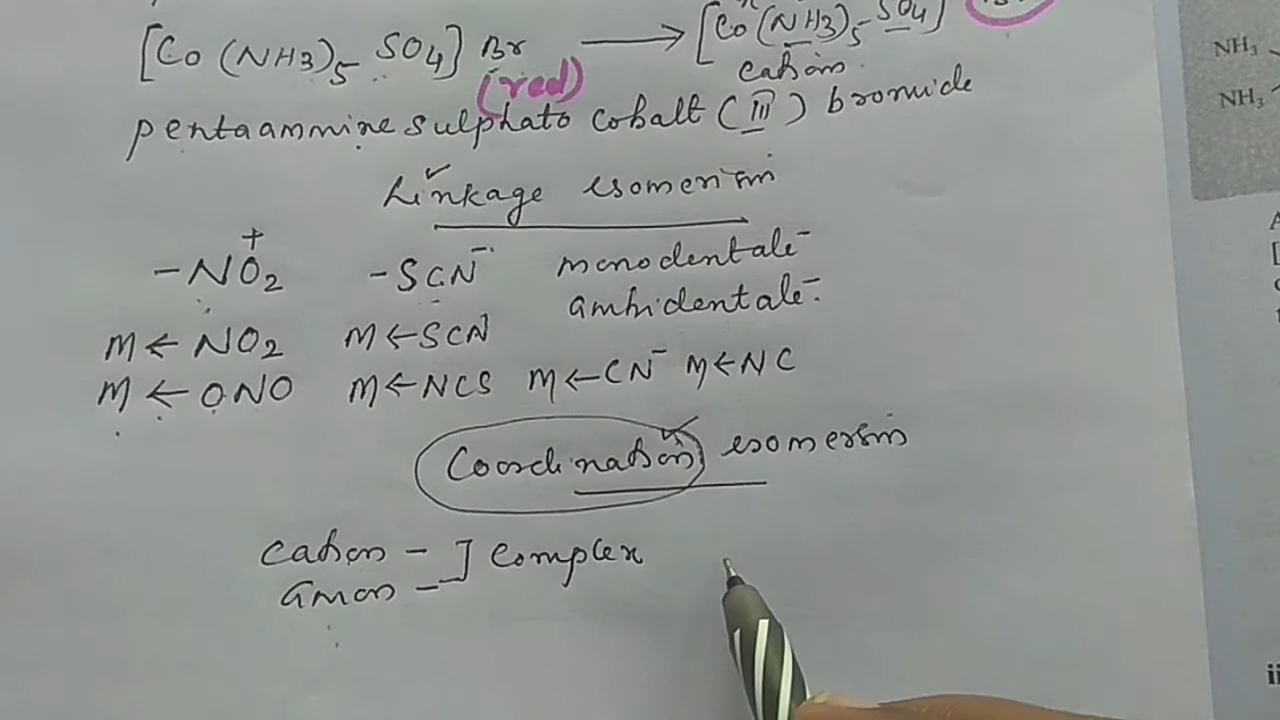 [Co(NH3)5 SO4] Br → [Co(NH3)5 SO4]
(red) cation
pentaammine sulphato cobalt (III) bromide
Linkage isomerism
-NO2+ -SCN- monodentate
ambidentate
M ← NO2 M ← SCN
M ← ONO M ← NCS M ← CN- M ← NC
Coordination isomerism
Cation - ] complex
anion -
NH3
NH3
ii